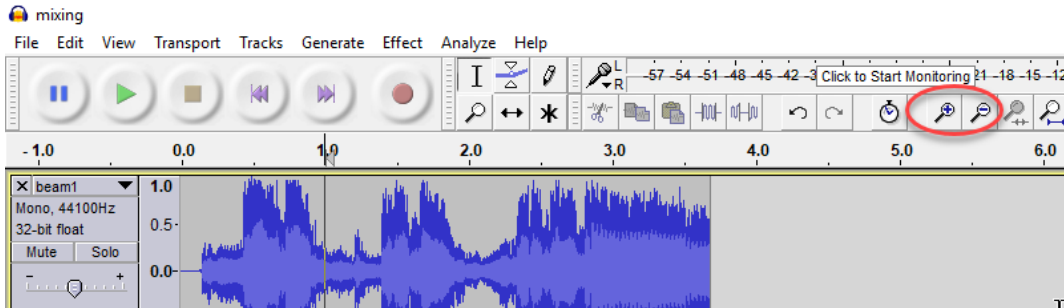 mixing
File Edit View Transport Tracks Generate Effect Analyze Help
L
R
-57 -54 -51 -48 -45 -42 -3 Click to Start Monitoring 21 -18 -15 -12
-1.0 0.0 1.0 2.0 3.0 4.0 5.0 6.0
beam1 1.0
Mono, 44100Hz
32-bit float 0.5-
Mute Solo
- + 0.0-